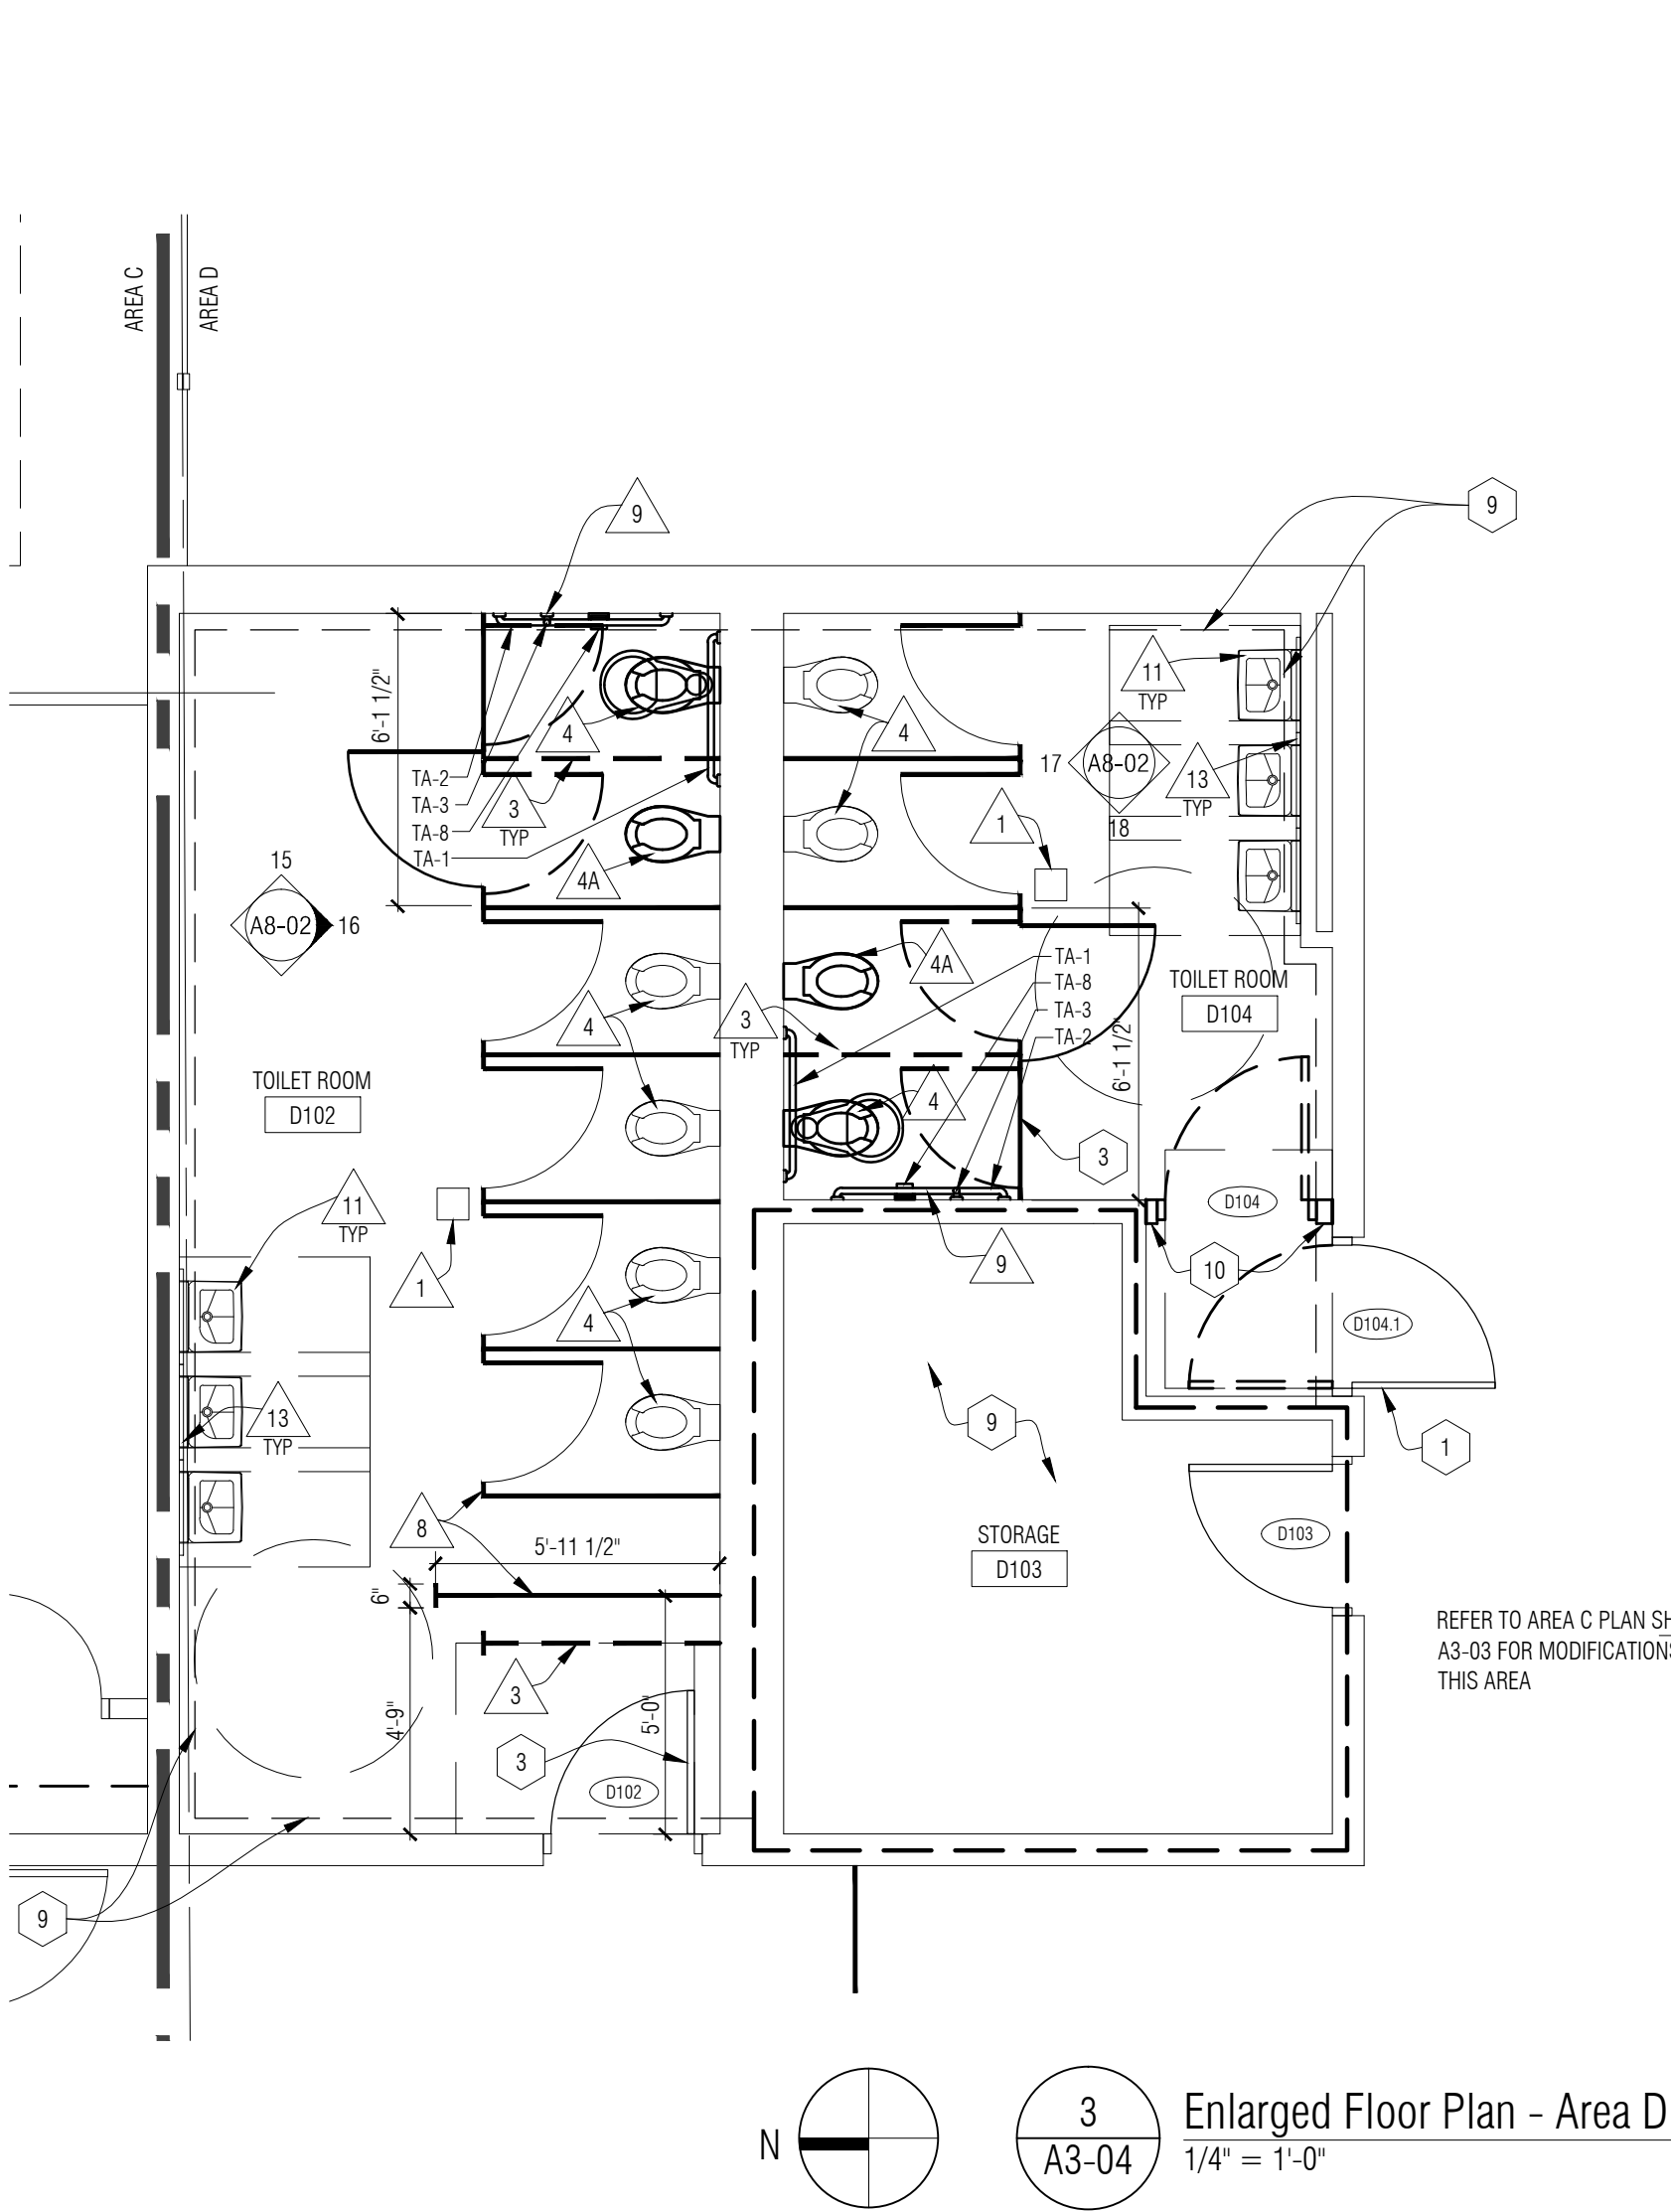 AREA C
AREA D
9
9
6'-1 1/2"
11
TYP
4
4
17
A8-02
13
TYP
18
TA-2
TA-3
TA-8
TA-1
3
TYP
1
4A
15
A8-02
16
4A
TA-1
TA-8
TA-3
TA-2
TOILET ROOM
D104
3
TYP
4
6'-1 1/2"
TOILET ROOM
D102
4
3
11
TYP
D104
1
9
10
4
D104.1
13
TYP
9
1
8
5'-11 1/2"
STORAGE
D103
D103
6"
REFER TO AREA C PLAN SH
A3-03 FOR MODIFICATIONS
THIS AREA
3
4'-9"
5'-0"
3
D102
9
N
3
A3-04
Enlarged Floor Plan - Area D
1/4" = 1'-0"